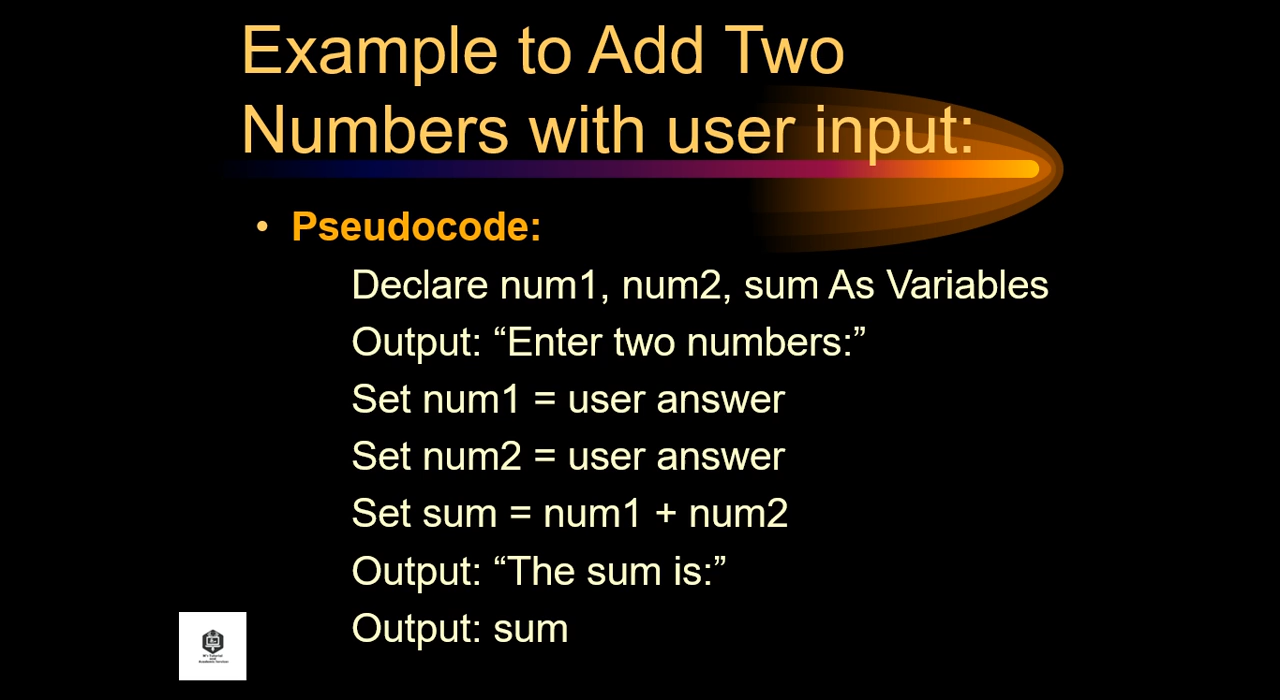 Example to Add Two
Numbers with user input:
• Pseudocode:
Declare num1, num2, sum As Variables
Output: “Enter two numbers:”
Set num1 = user answer
Set num2 = user answer
Set sum = num1 + num2
Output: “The sum is:”
Output: sum